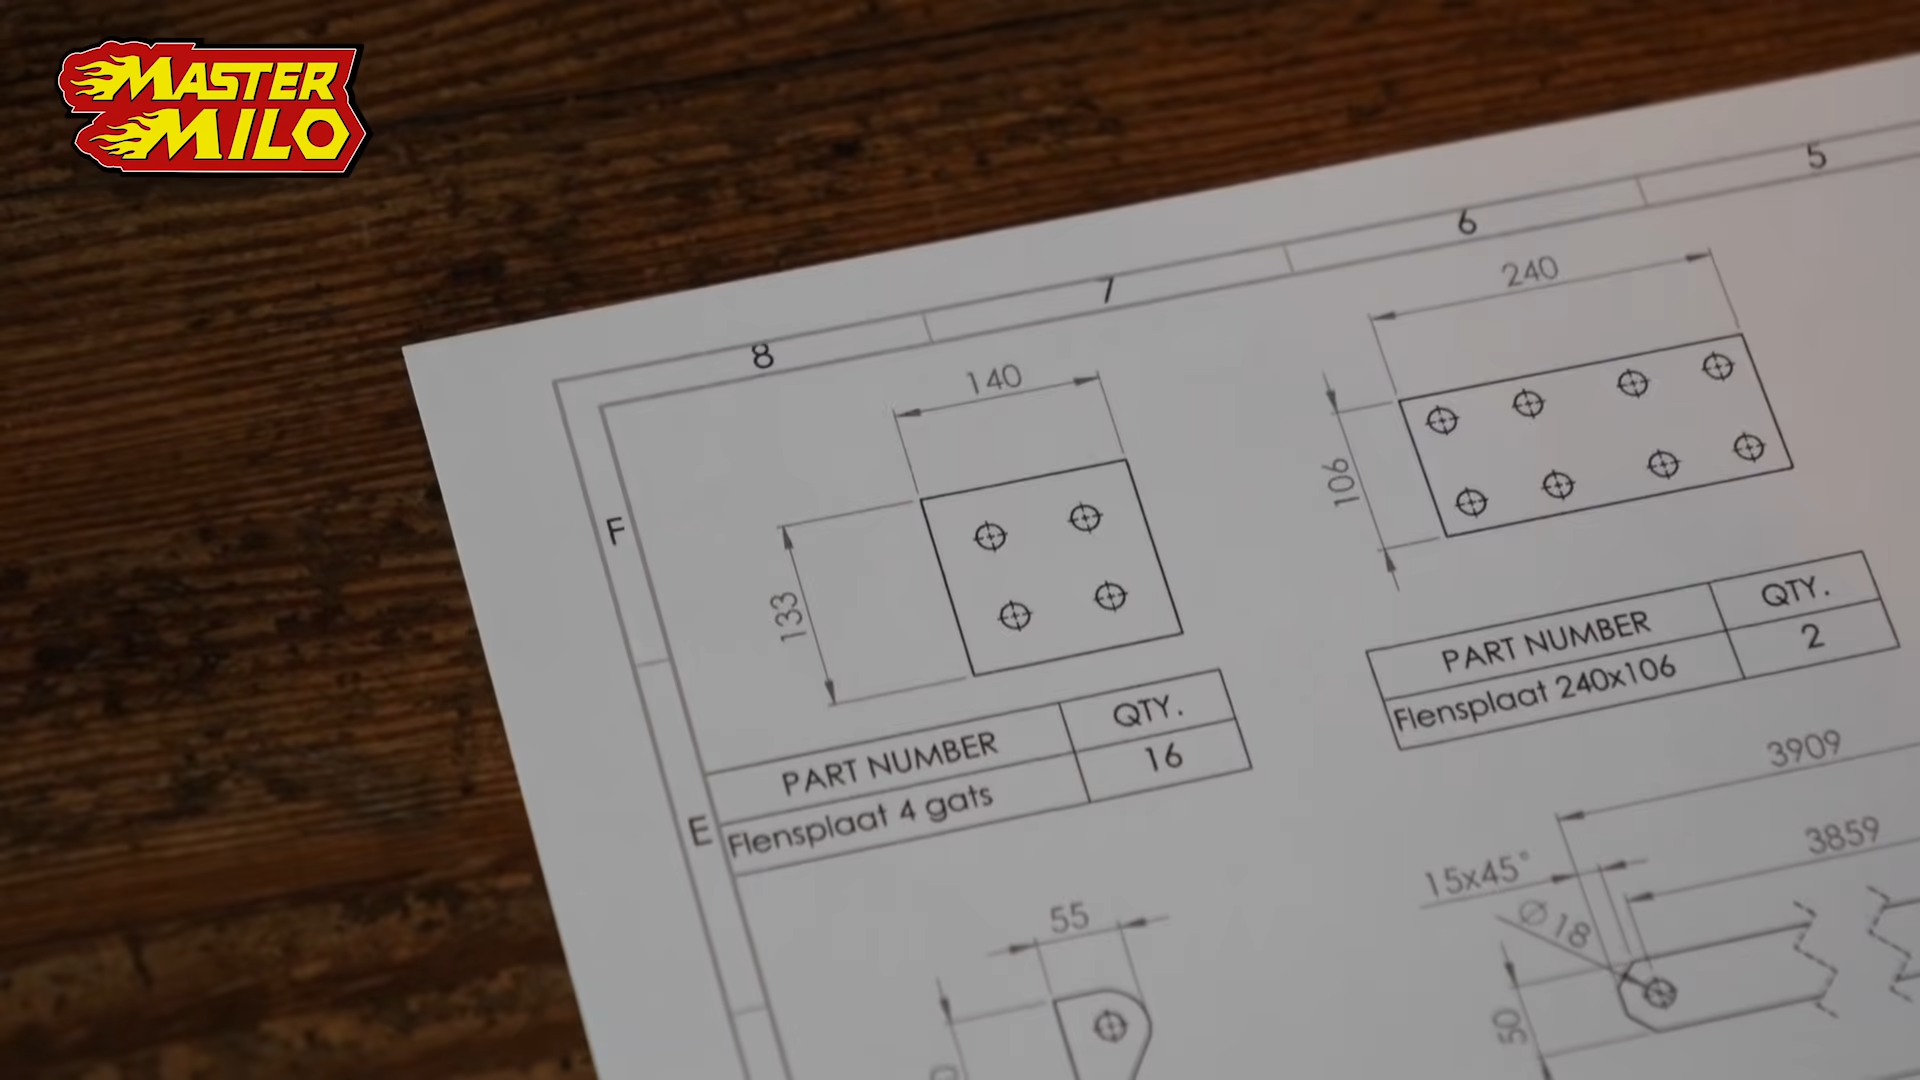 MASTER
MILO
8
7
6
5
F
E
140
133
PART NUMBER QTY.
Flensplaat 4 gats 16
240
106
PART NUMBER QTY.
Flensplaat 240x106 2
3909
3859
15x45°
Ø18
50
55